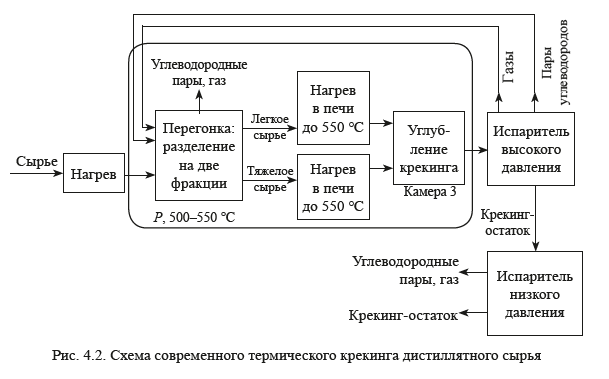 Газы
Пары
углеводородов
Углеводородные
пары, газ
Сырье
Нагрев
Перегонка:
разделение
на две
фракции
Легкое
сырье
Тяжелое
сырье
Нагрев
в печи
до 550 °С
Нагрев
в печи
до 550 °С
Углуб-
ление
крекинга
Камера 3
P, 500–550 °С
Испаритель
высокого
давления
Крекинг-
остаток
Испаритель
низкого
давления
Углеводородные
пары, газ
Крекинг-остаток
Рис. 4.2. Схема современного термического крекинга дистиллятного сырья